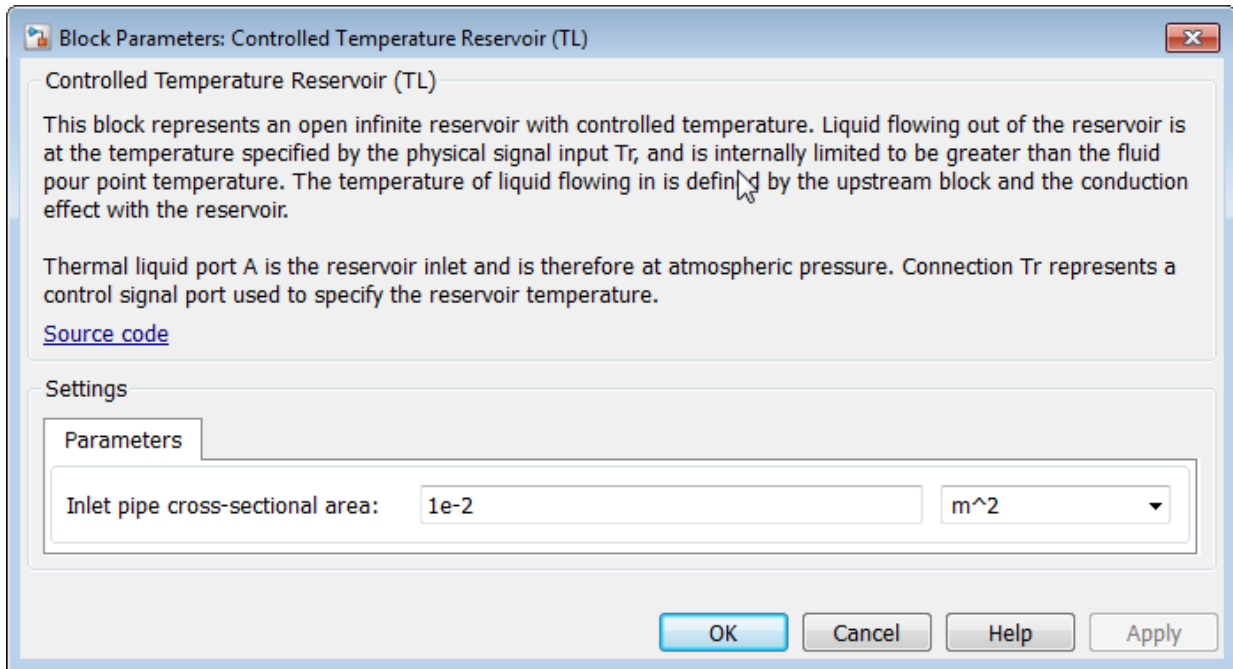 Block Parameters: Controlled Temperature Reservoir (TL)
Controlled Temperature Reservoir (TL)
This block represents an open infinite reservoir with controlled temperature. Liquid flowing out of the reservoir is
at the temperature specified by the physical signal input Tr, and is internally limited to be greater than the fluid
pour point temperature. The temperature of liquid flowing in is defined by the upstream block and the conduction
effect with the reservoir.
Thermal liquid port A is the reservoir inlet and is therefore at atmospheric pressure. Connection Tr represents a
control signal port used to specify the reservoir temperature.
Source code
Settings
Parameters
Inlet pipe cross-sectional area: 1e-2 m^2
OK Cancel Help Apply